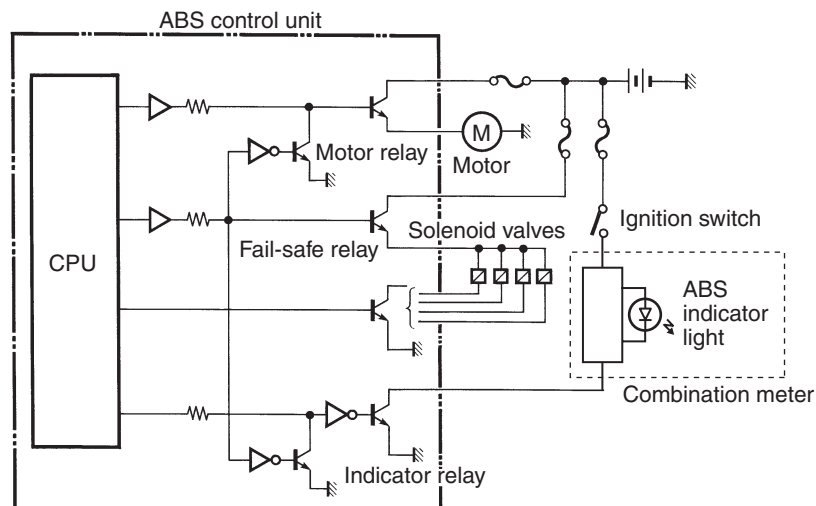 ABS control unit
M
Motor relay
Motor
Solenoid valves
Ignition switch
CPU
Fail-safe relay
ABS
indicator
light
Combination meter
Indicator relay